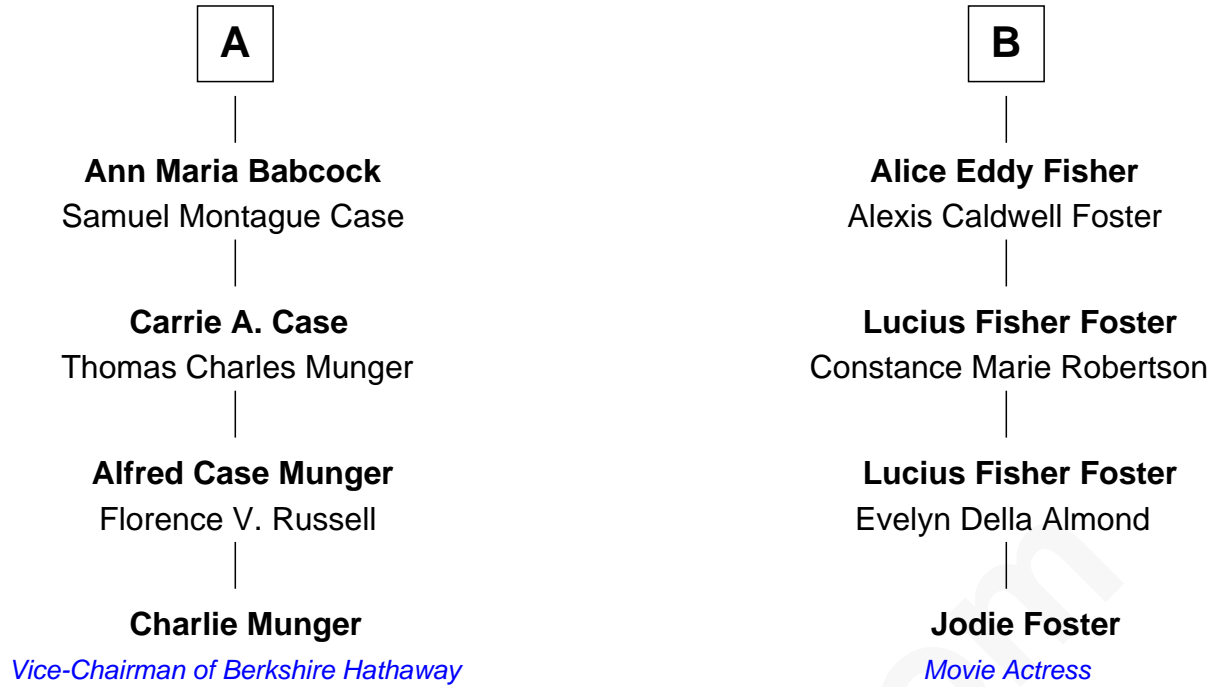 A
Ann Maria Babcock
Samuel Montague Case
Carrie A. Case
Thomas Charles Munger
Alfred Case Munger
Florence V. Russell
Charlie Munger
Vice-Chairman of Berkshire Hathaway
B
Alice Eddy Fisher
Alexis Caldwell Foster
Lucius Fisher Foster
Constance Marie Robertson
Lucius Fisher Foster
Evelyn Della Almond
Jodie Foster
Movie Actress